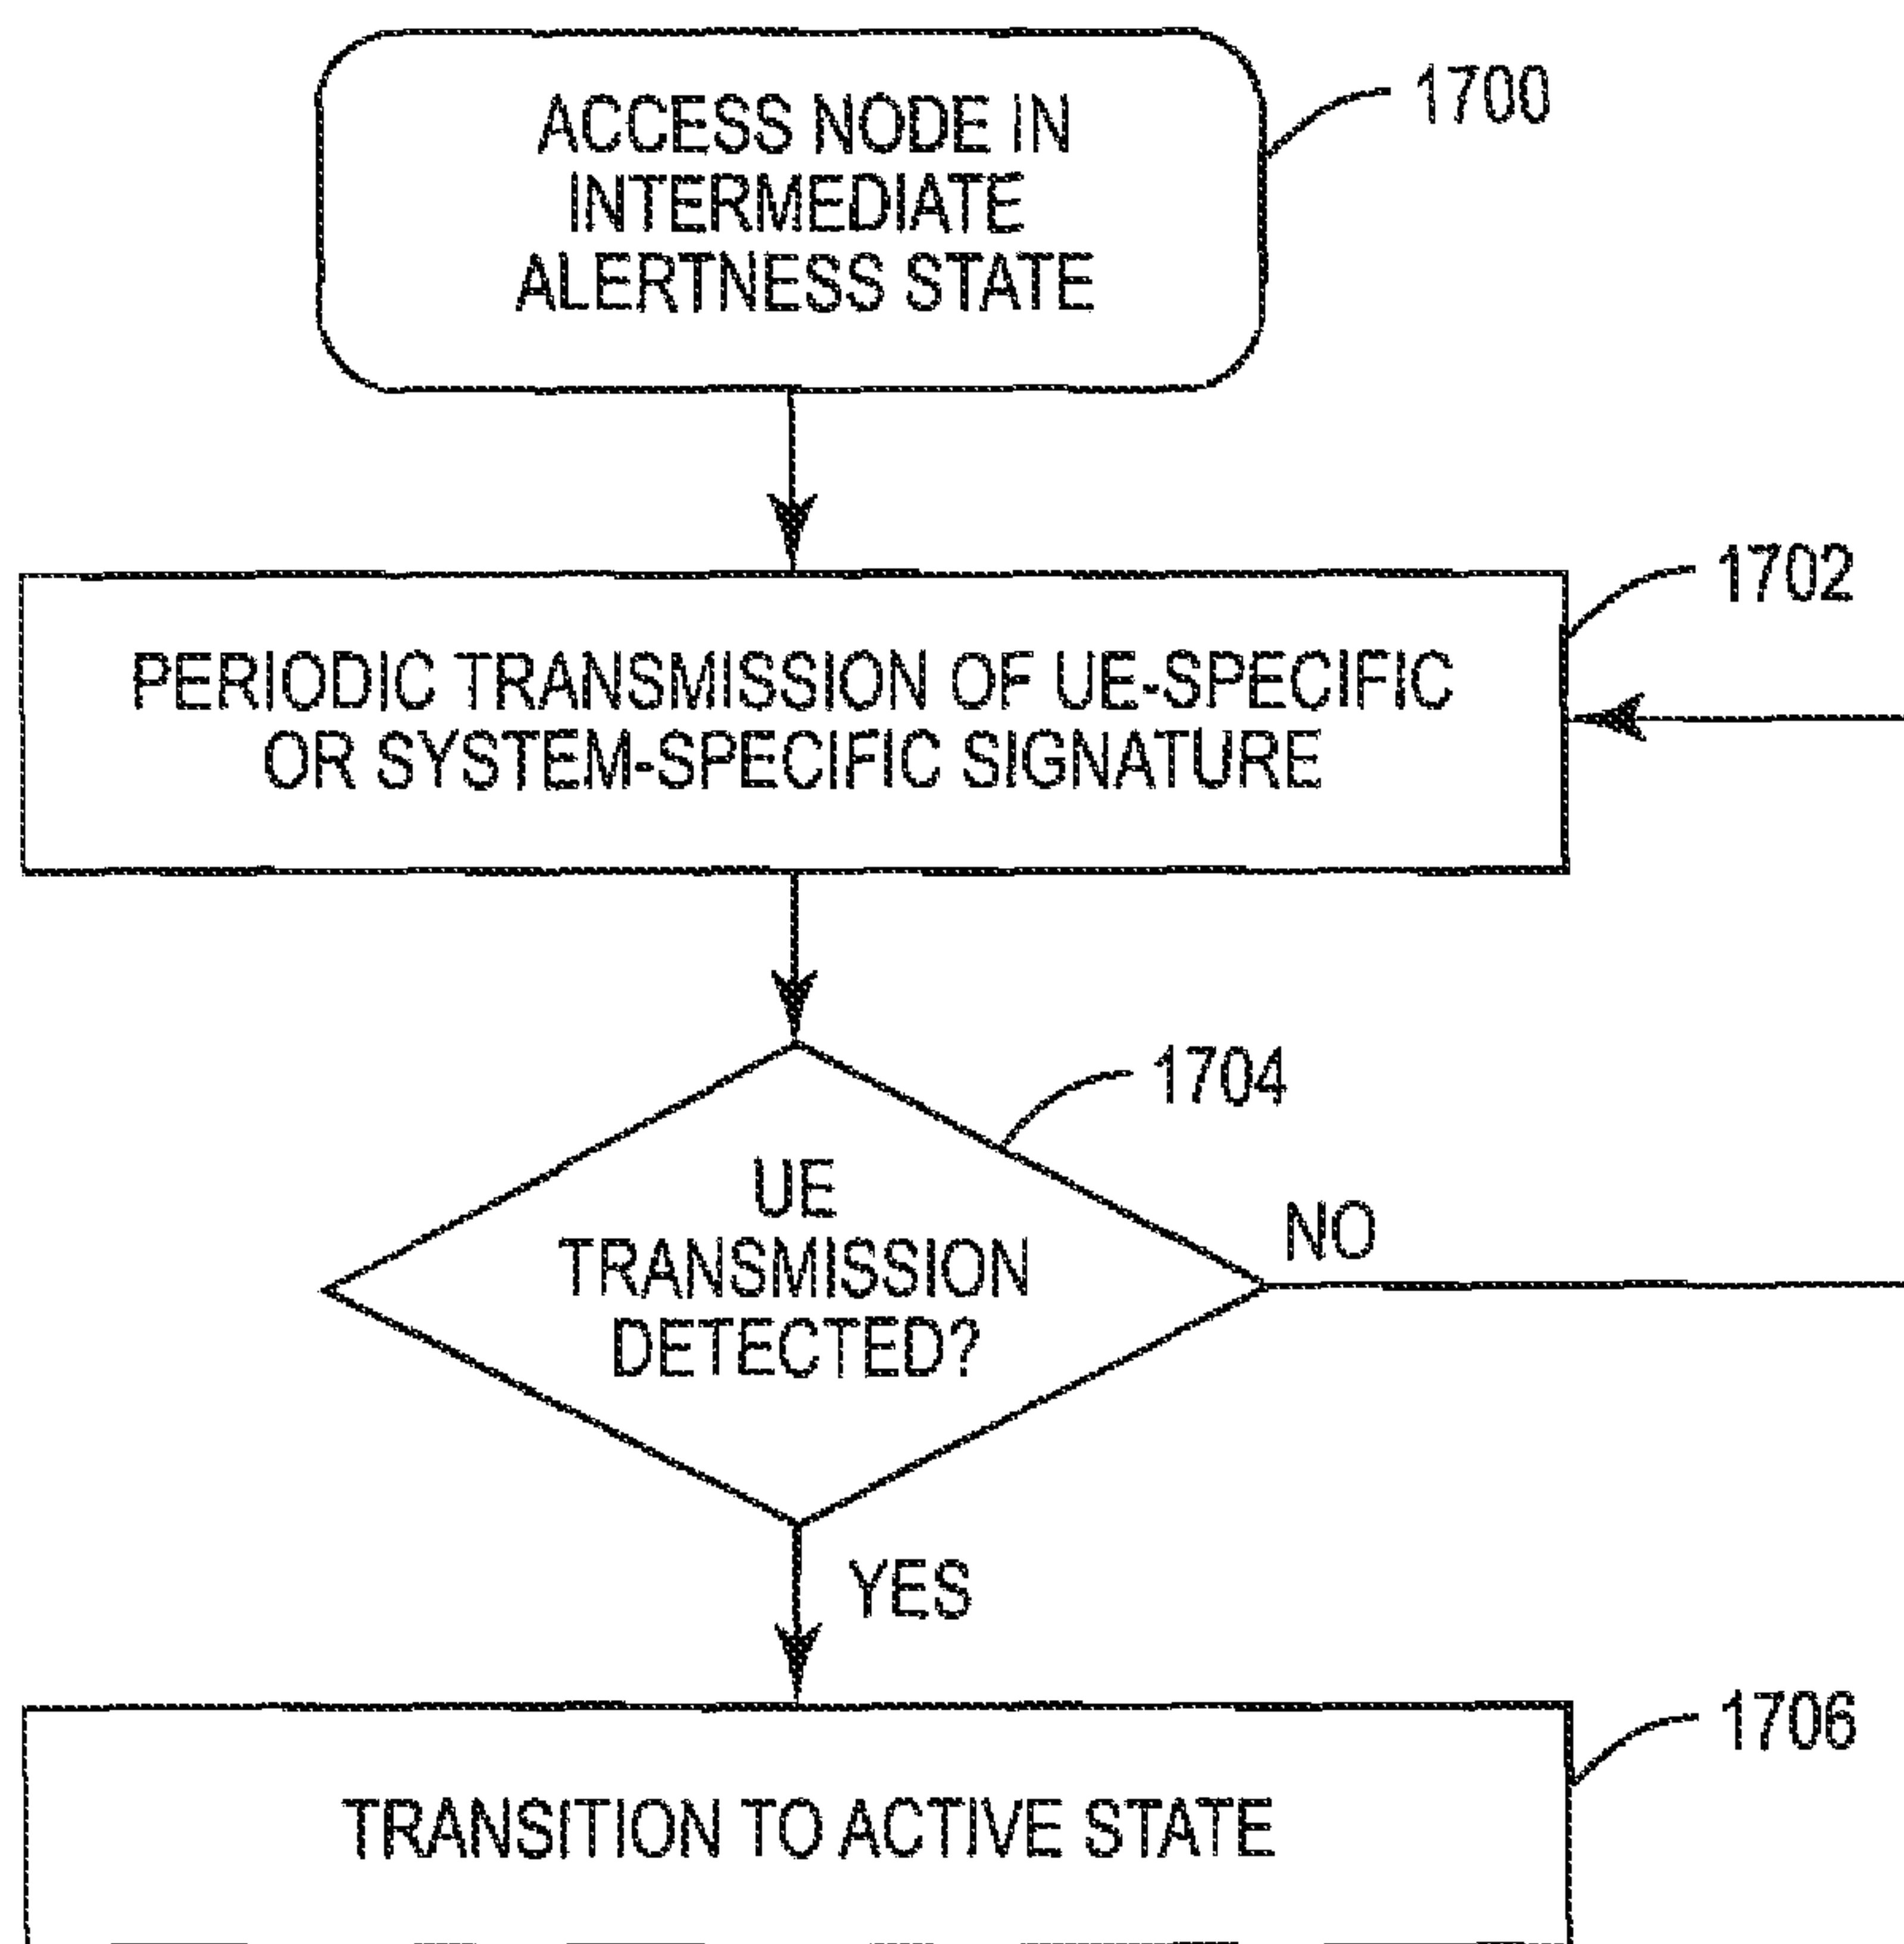 ACCESS NODE IN
INTERMEDIATE
ALERTNESS STATE
1700
PERIODIC TRANSMISSION OF UE-SPECIFIC
OR SYSTEM-SPECIFIC SIGNATURE
1702
UE
TRANSMISSION
DETECTED?
1704
NO
YES
TRANSITION TO ACTIVE STATE
1706